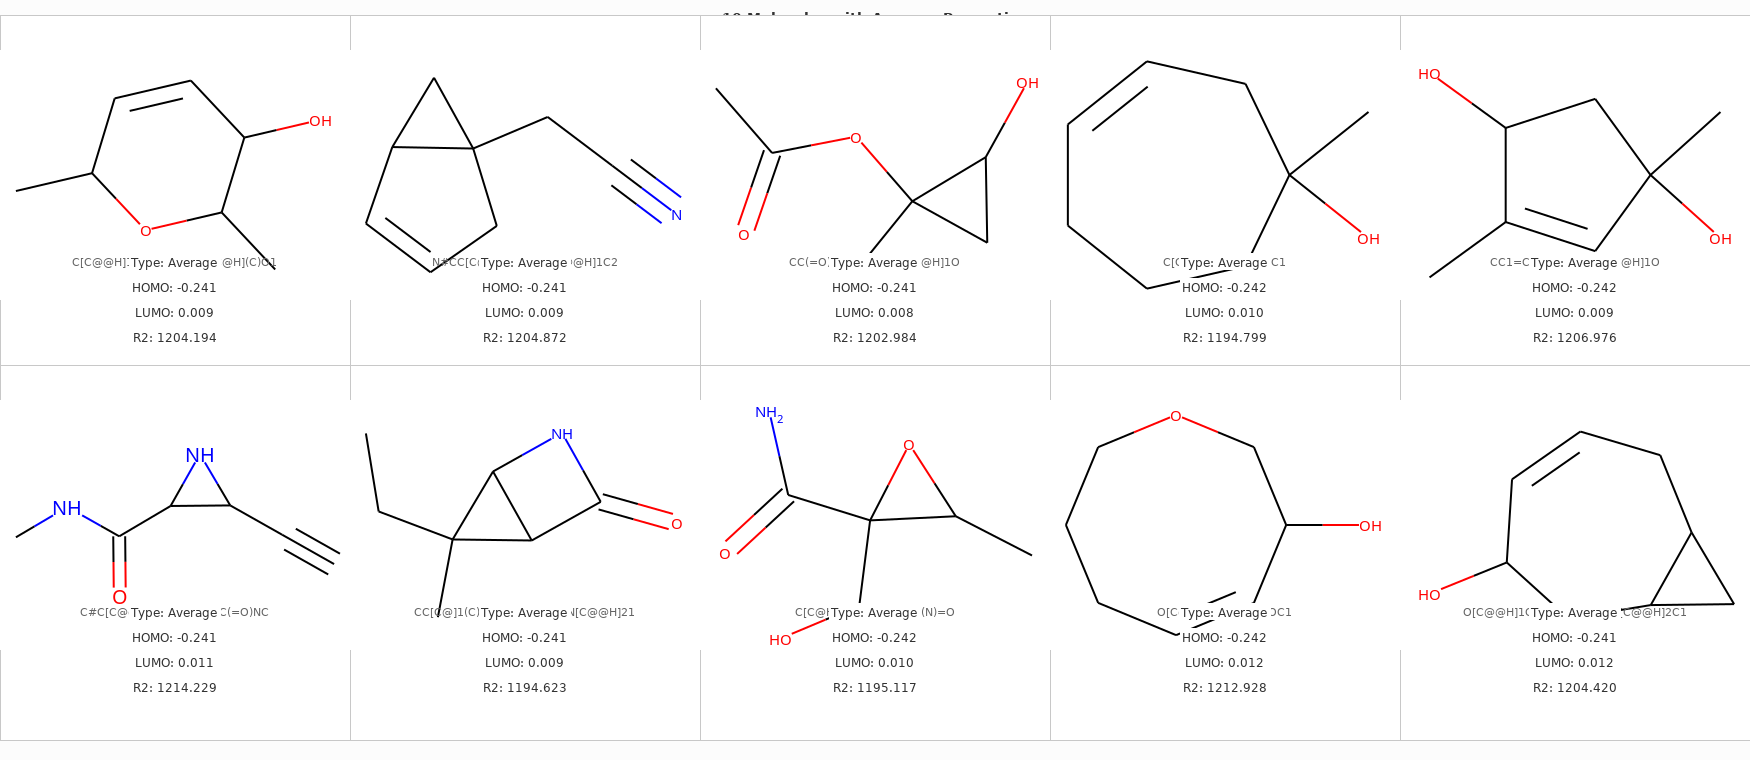 OH
O
C[C@@H] Type: Average @H](C)O1
HOMO: -0.241
LUMO: 0.009
R2: 1204.194
N
N#CC[C Type: Average @H]1C2
HOMO: -0.241
LUMO: 0.009
R2: 1204.872
OH
O
O
CC(=O) Type: Average @H]1O
HOMO: -0.241
LUMO: 0.008
R2: 1202.984
OH
C[ Type: Average C1
HOMO: -0.242
LUMO: 0.010
R2: 1194.799
HO
OH
CC1=C Type: Average @H]1O
HOMO: -0.242
LUMO: 0.009
R2: 1206.976
NH
NH
O
C#C[C@ Type: Average C(=O)NC
HOMO: -0.241
LUMO: 0.011
R2: 1214.229
NH
O
CC[C@]1(C) Type: Average N[C@@H]21
HOMO: -0.241
LUMO: 0.009
R2: 1194.623
NH2
O
O
C[C@ Type: Average (N)=O
HO
HOMO: -0.242
LUMO: 0.010
R2: 1195.117
O
OH
O[C Type: Average OC1
HOMO: -0.242
LUMO: 0.012
R2: 1212.928
HO
O[C@@H]1 Type: Average [C@@H]2C1
HOMO: -0.241
LUMO: 0.012
R2: 1204.420